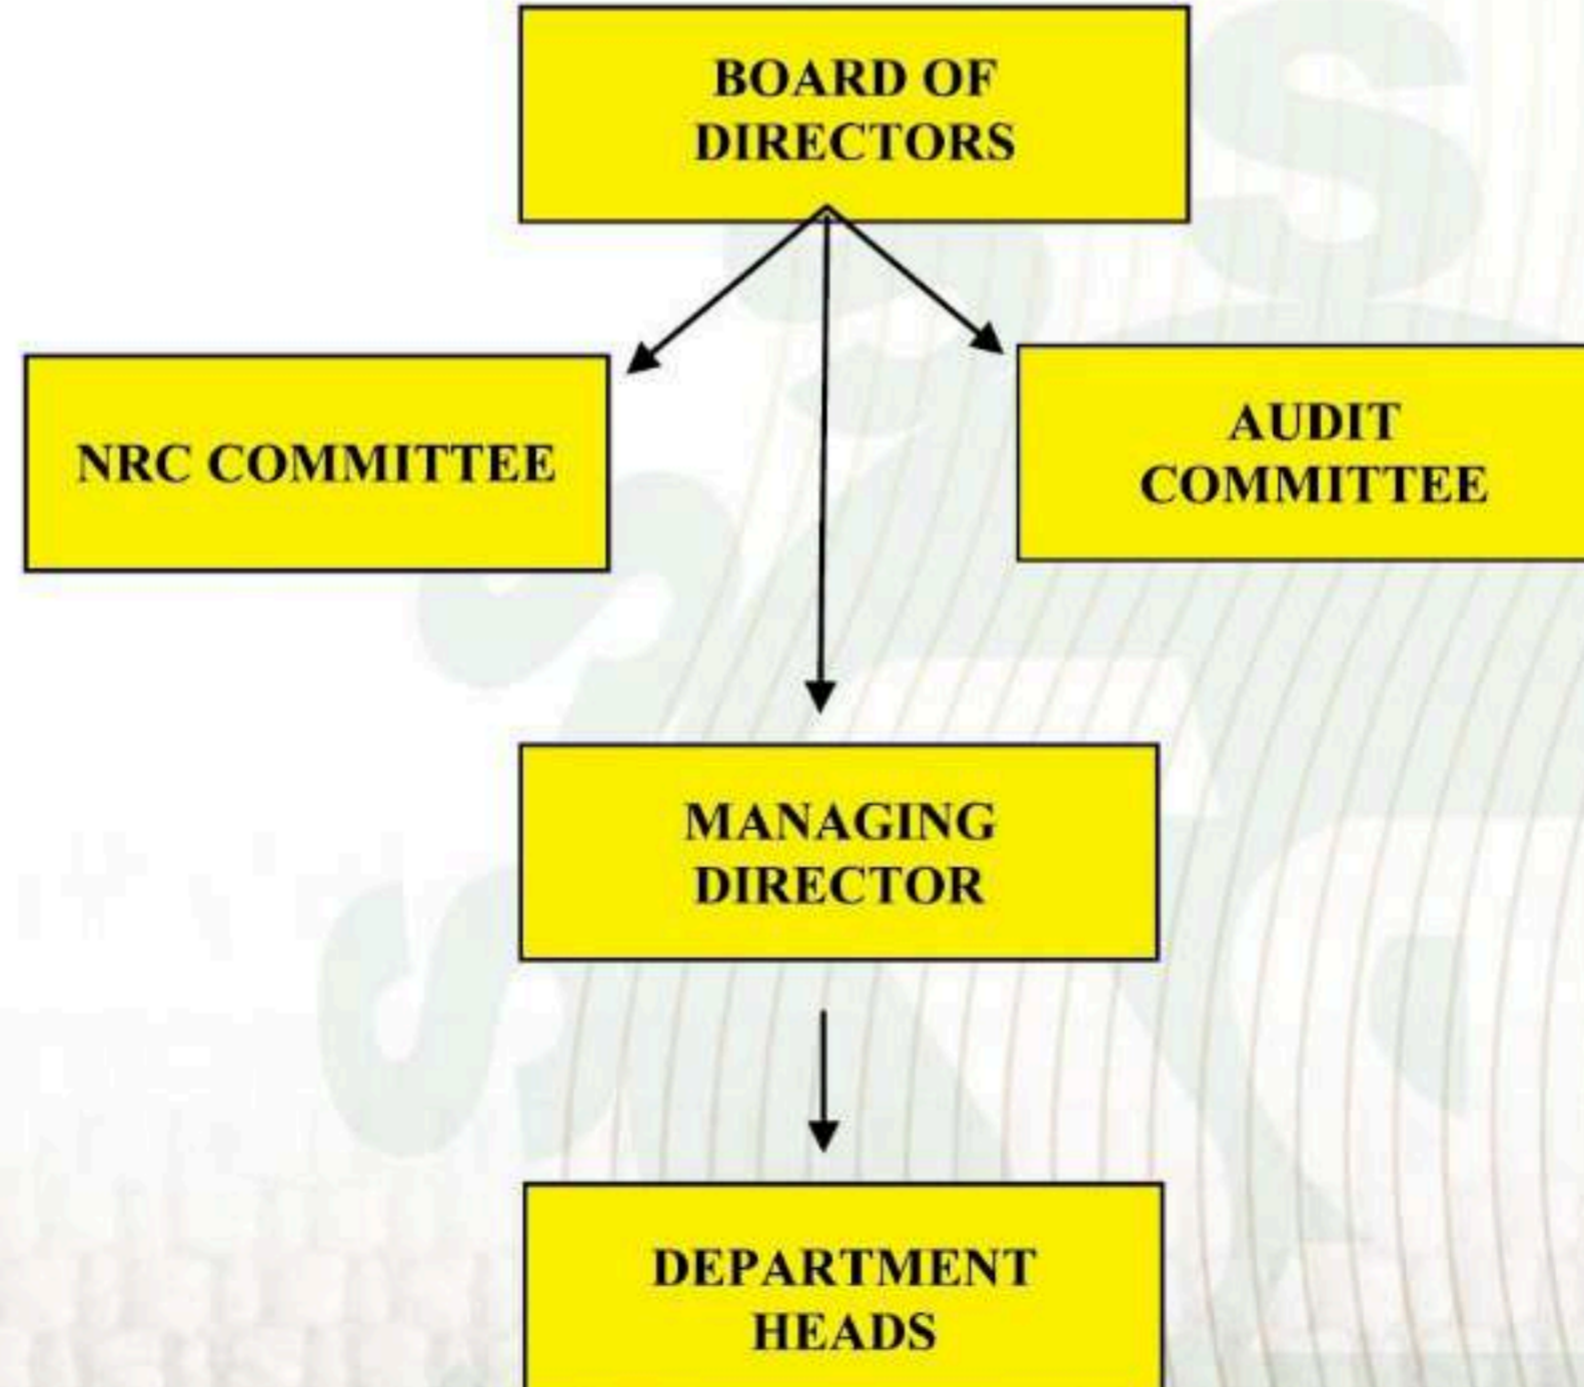 BOARD OF
DIRECTORS
NRC COMMITTEE
AUDIT
COMMITTEE
MANAGING
DIRECTOR
DEPARTMENT
HEADS